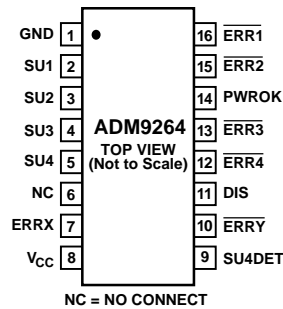 GND 1 16 ERR1
SU1 2 15 ERR2
SU2 3 14 PWROK
SU3 4 13 ERR3
SU4 5 12 ERR4
NC 6 11 DIS
ERRX 7 10 ERRY
VCC 8 9 SU4DET
ADM9264
TOP VIEW
(Not to Scale)
NC = NO CONNECT